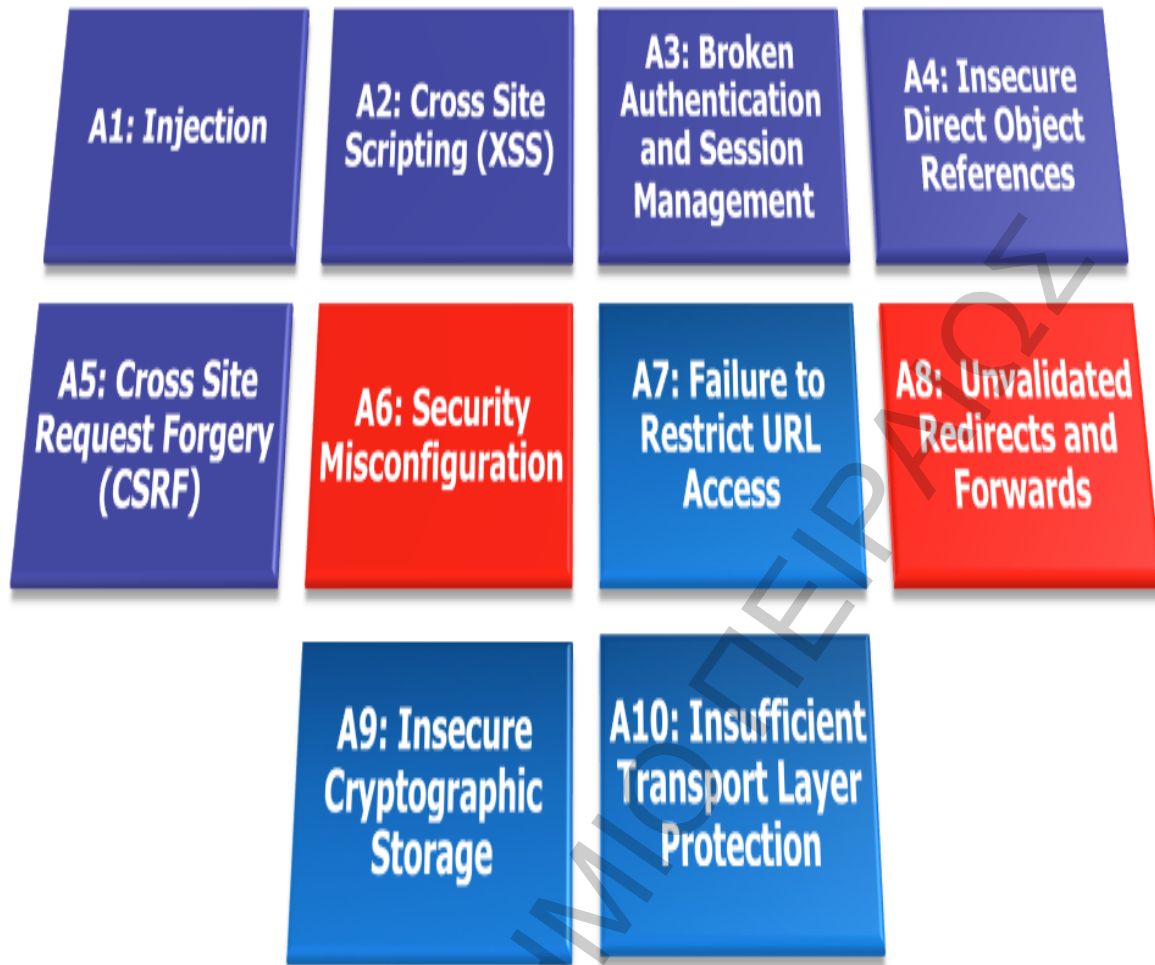 A1: Injection
A2: Cross Site
Scripting (XSS)
A3: Broken
Authentication
and Session
Management
A4: Insecure
Direct Object
References
A5: Cross Site
Request Forgery
(CSRF)
A6: Security
Misconfiguration
A7: Failure to
Restrict URL
Access
A8: Unvalidated
Redirects and
Forwards
A9: Insecure
Cryptographic
Storage
A10: Insufficient
Transport Layer
Protection
ΠΕΙΡΑΙΩΣ